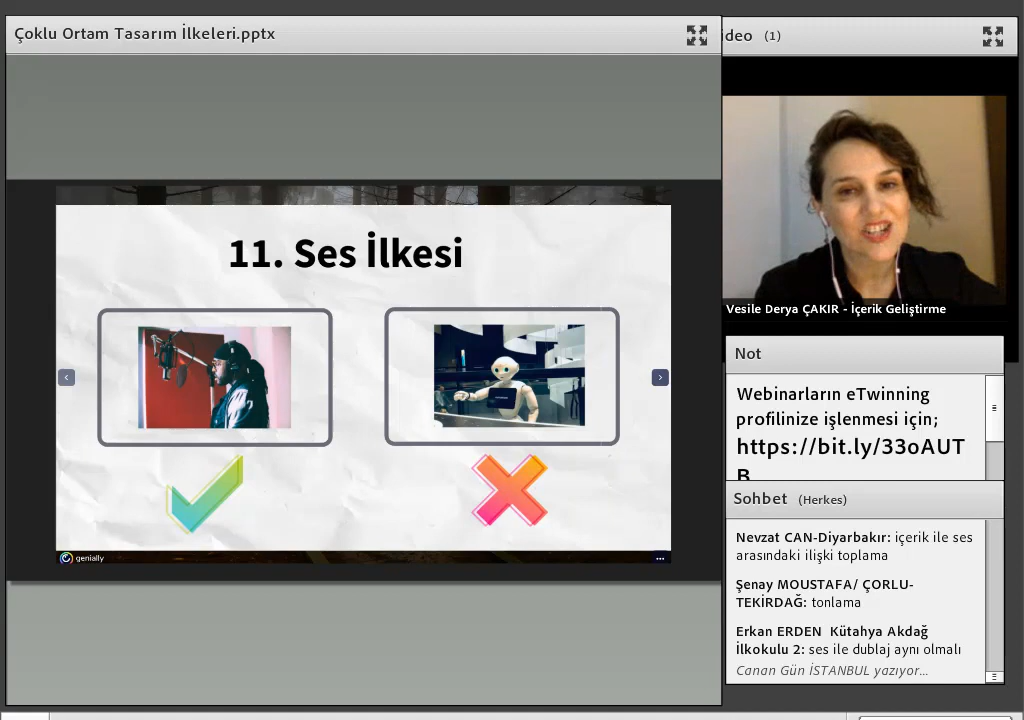 Çoklu Ortam Tasarım İlkeleri.pptx
ideo (1)
11. Ses İlkesi
genially
Vesile Derya ÇAKIR - İçerik Geliştirme
Not
Webinarların eTwinning
profilinize işlenmesi için;
https://bit.ly/33oAUT
B
Sohbet (Herkes)
Nevzat CAN-Diyarbakır: içerik ile ses
arasındaki ilişki toplama
Şenay MOUSTAFA/ ÇORLU-
TEKİRDAĞ: tonlama
Erkan ERDEN Kütahya Akdağ
İlkokulu 2: ses ile dublaj aynı olmalı
Canan Gün İSTANBUL yazıyor...